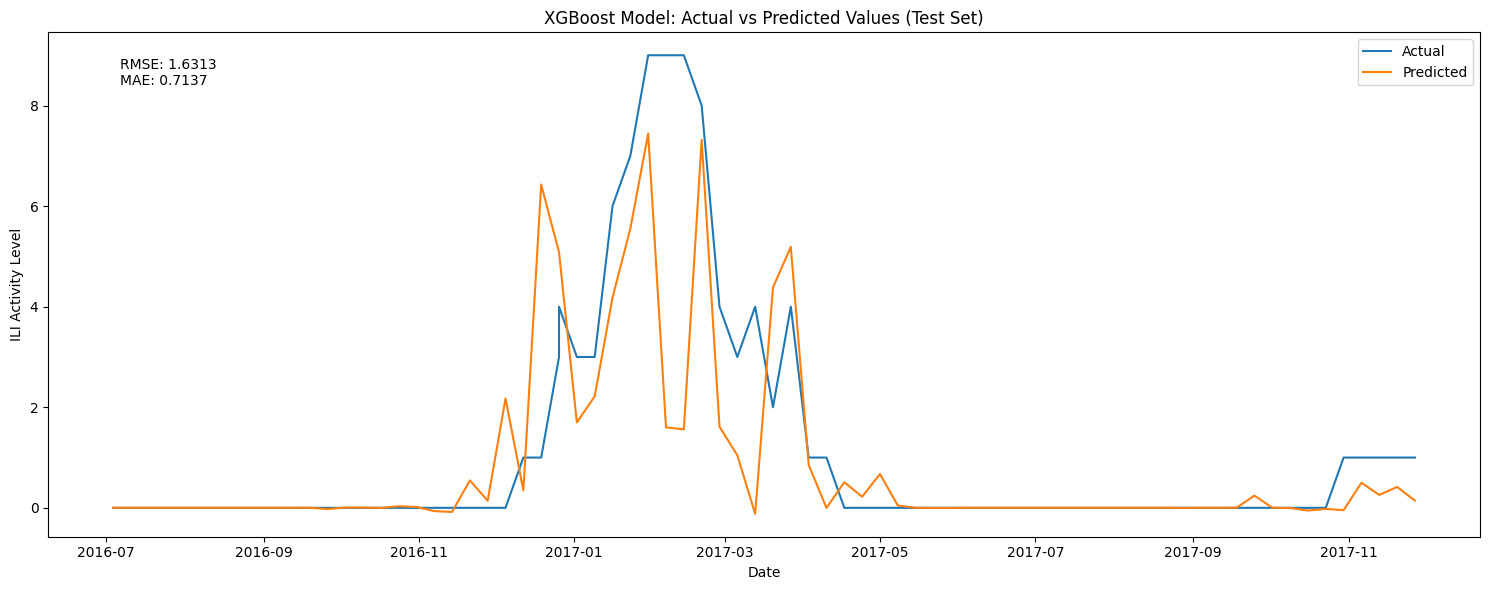 XGBoost Model: Actual vs Predicted Values (Test Set)
RMSE: 1.6313
MAE: 0.7137
Actual
Predicted
ILI Activity Level
8
6
4
2
0
2016-07 2016-09 2016-11 2017-01 2017-03 2017-05 2017-07 2017-09 2017-11
Date